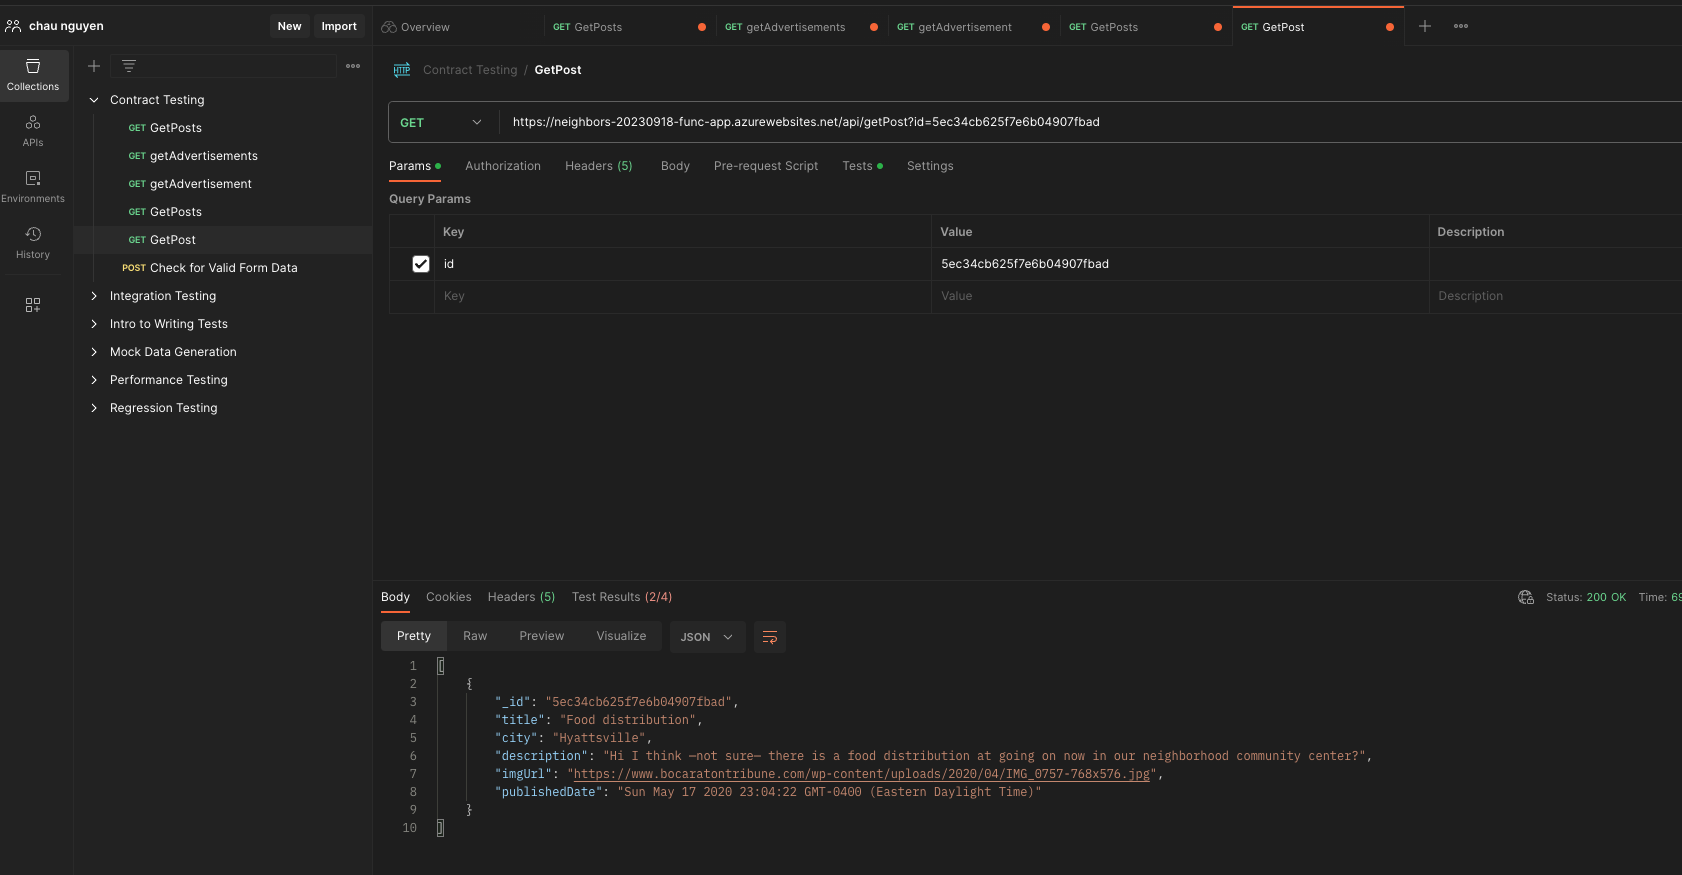 chau nguyen
New
Import
Overview
GET GetPosts
GET getAdvertisements
GET getAdvertisement
GET GetPosts
GET GetPost
Collections
APIs
Environments
History
Contract Testing
GET GetPosts
GET getAdvertisements
GET getAdvertisement
GET GetPosts
GET GetPost
POST Check for Valid Form Data
Integration Testing
Intro to Writing Tests
Mock Data Generation
Performance Testing
Regression Testing
HTTP Contract Testing / GetPost
GET https://neighbors-20230918-func-app.azurewebsites.net/api/getPost?id=5ec34cb625f7e6b04907fbad
Params Authorization Headers (5) Body Pre-request Script Tests Settings
Query Params
Key Value Description
id 5ec34cb625f7e6b04907fbad
Key Value Description
Body Cookies Headers (5) Test Results (2/4) Status: 200 OK Time: 69
Pretty Raw Preview Visualize JSON
1 [
2 {
3 "_id": "5ec34cb625f7e6b04907fbad",
4 "title": "Food distribution",
5 "city": "Hyattsville",
6 "description": "Hi I think —not sure— there is a food distribution at going on now in our neighborhood community center?",
7 "imgUrl": "https://www.bocaratontribune.com/wp-content/uploads/2020/04/IMG_0757-768x576.jpg",
8 "publishedDate": "Sun May 17 2020 23:04:22 GMT-0400 (Eastern Daylight Time)"
9 }
10 ]